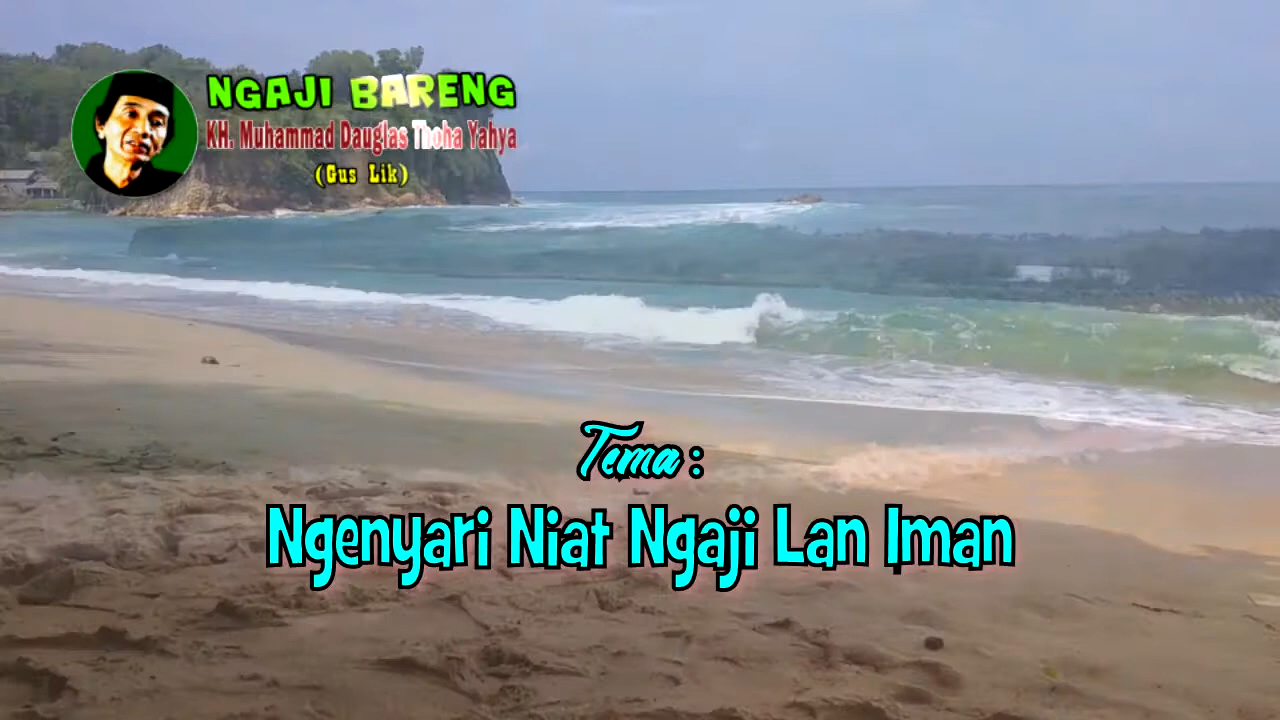 NGAJI BARENG
KH. Muhammad Dauglas Thoha Yahya
(Gus Lik)
Tema :
Ngenyari Niat Ngaji Lan Iman